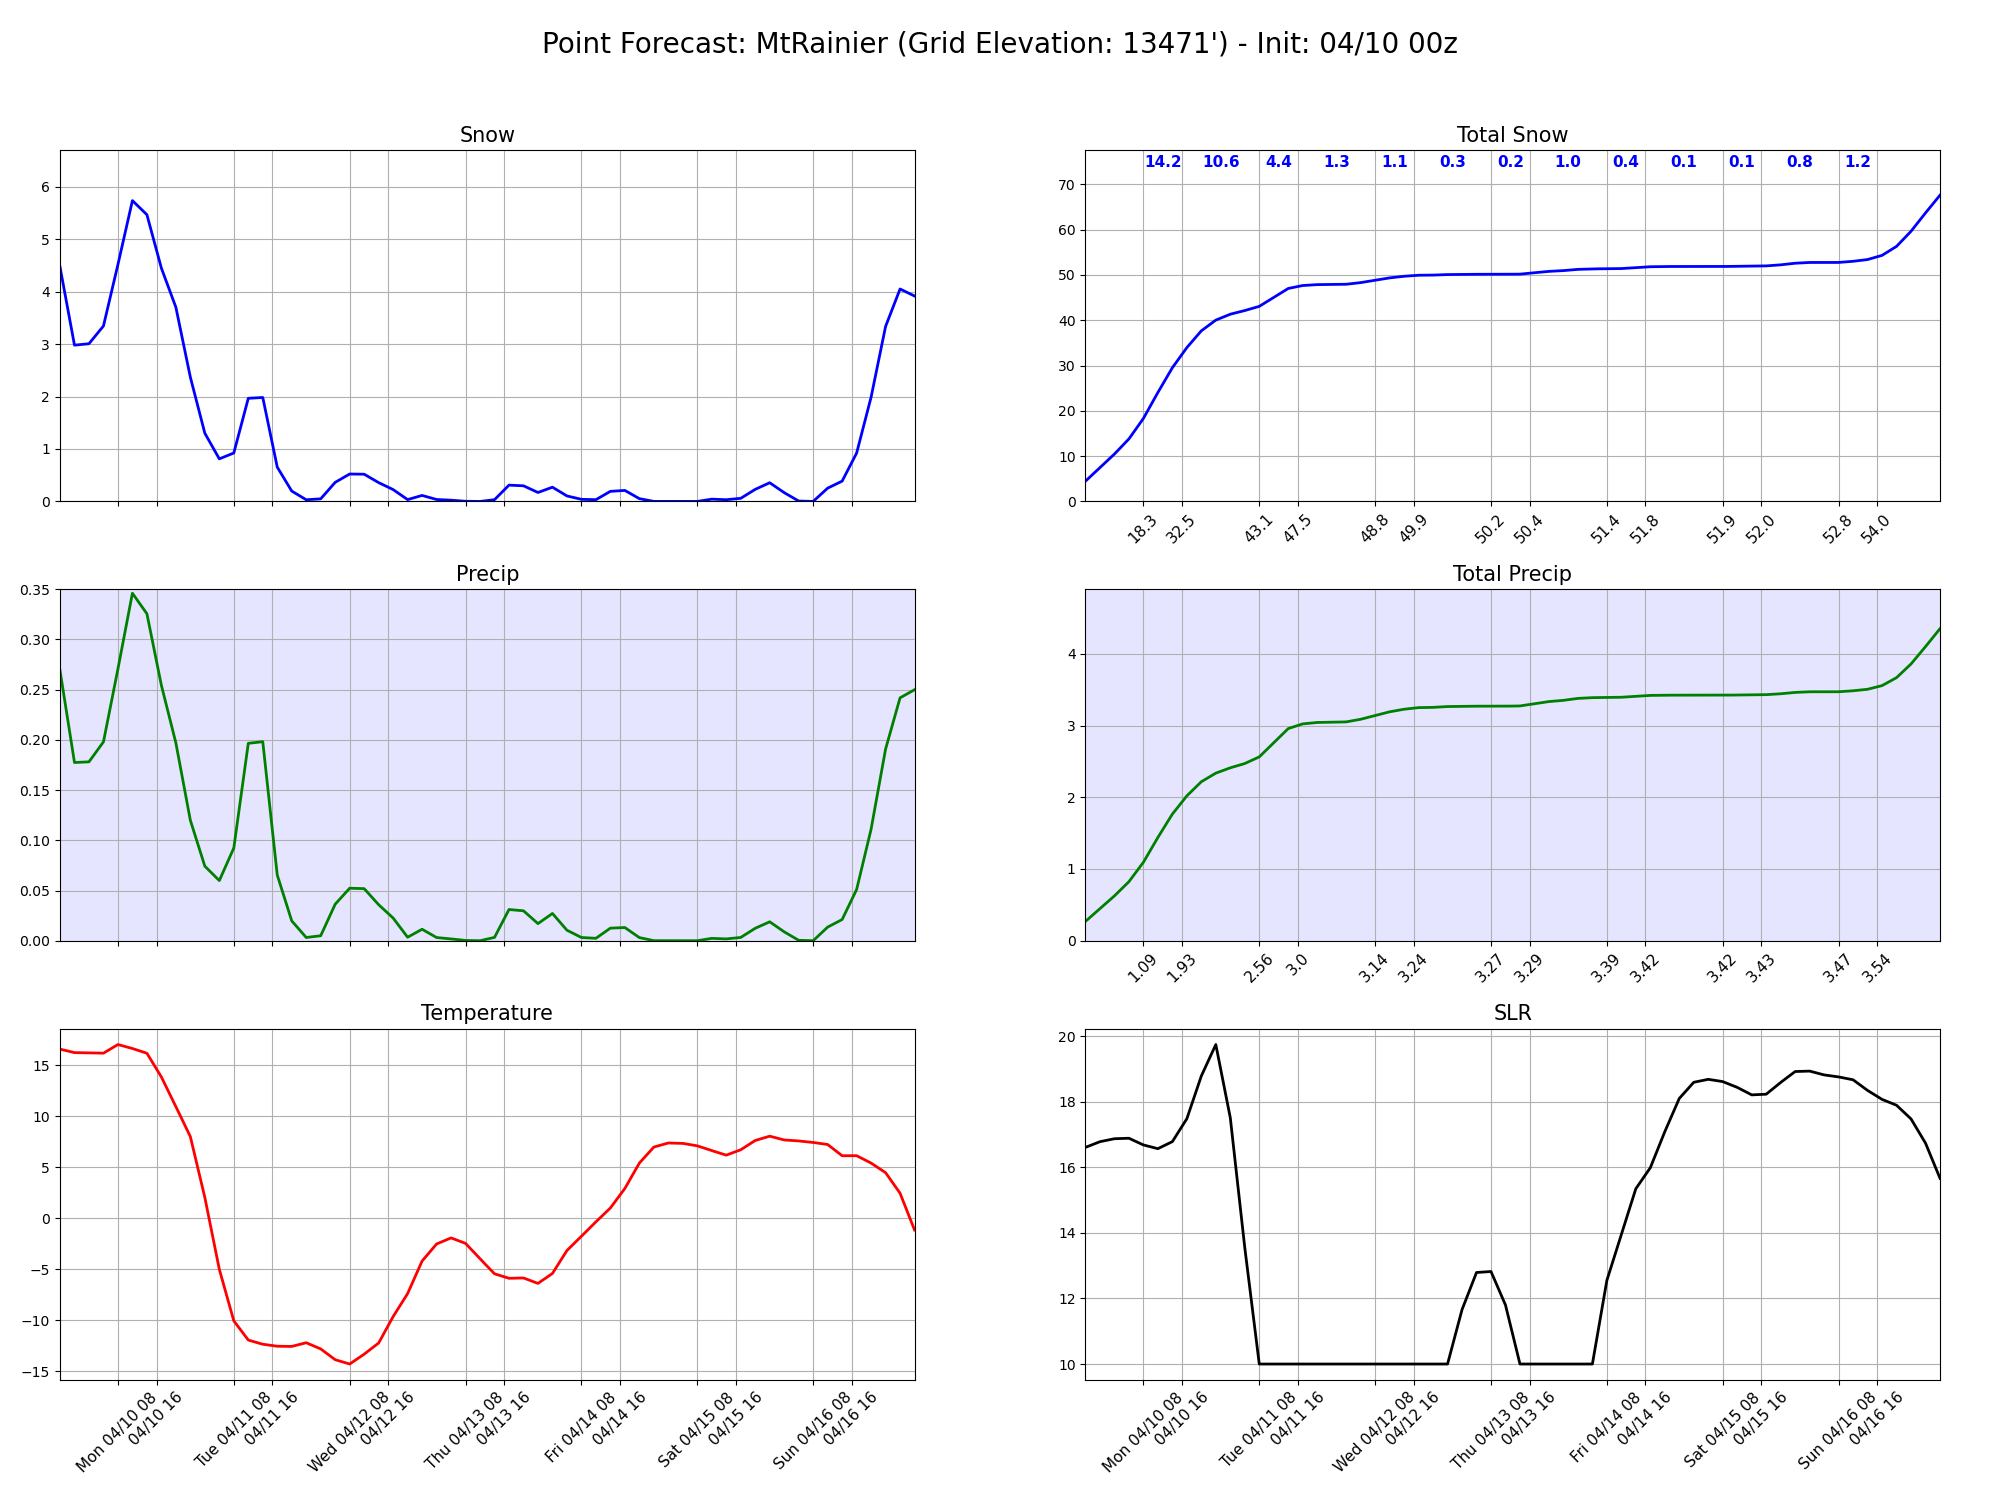 Point Forecast: MtRainier (Grid Elevation: 13471') - Init: 04/10 00z
Snow
6
5
4
3
2
1
0
Total Snow
14.2 10.6 4.4 1.3 1.1 0.3 0.2 1.0 0.4 0.1 0.1 0.8 1.2
70
60
50
40
30
20
10
0
18.3 32.5 43.1 47.5 48.8 49.9 50.2 50.4 51.4 51.8 51.9 52.0 52.8 54.0
Precip
0.35
0.30
0.25
0.20
0.15
0.10
0.05
0.00
Total Precip
4
3
2
1
0
1.09 1.93 2.56 3.0 3.14 3.24 3.27 3.29 3.39 3.42 3.42 3.43 3.47 3.54
Temperature
15
10
5
0
−5
−10
−15
Mon 04/10 08
04/10 16
Tue 04/11 08
04/11 16
Wed 04/12 08
04/12 16
Thu 04/13 08
04/13 16
Fri 04/14 08
04/14 16
Sat 04/15 08
04/15 16
Sun 04/16 08
04/16 16
SLR
20
18
16
14
12
10
Mon 04/10 08
04/10 16
Tue 04/11 08
04/11 16
Wed 04/12 08
04/12 16
Thu 04/13 08
04/13 16
Fri 04/14 08
04/14 16
Sat 04/15 08
04/15 16
Sun 04/16 08
04/16 16